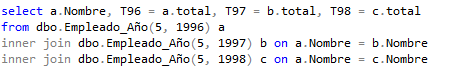 select a.Nombre, T96 = a.total, T97 = b.total, T98 = c.total
from dbo.Empleado_Año(5, 1996) a
inner join dbo.Empleado_Año(5, 1997) b on a.Nombre = b.Nombre
inner join dbo.Empleado_Año(5, 1998) c on a.Nombre = c.Nombre